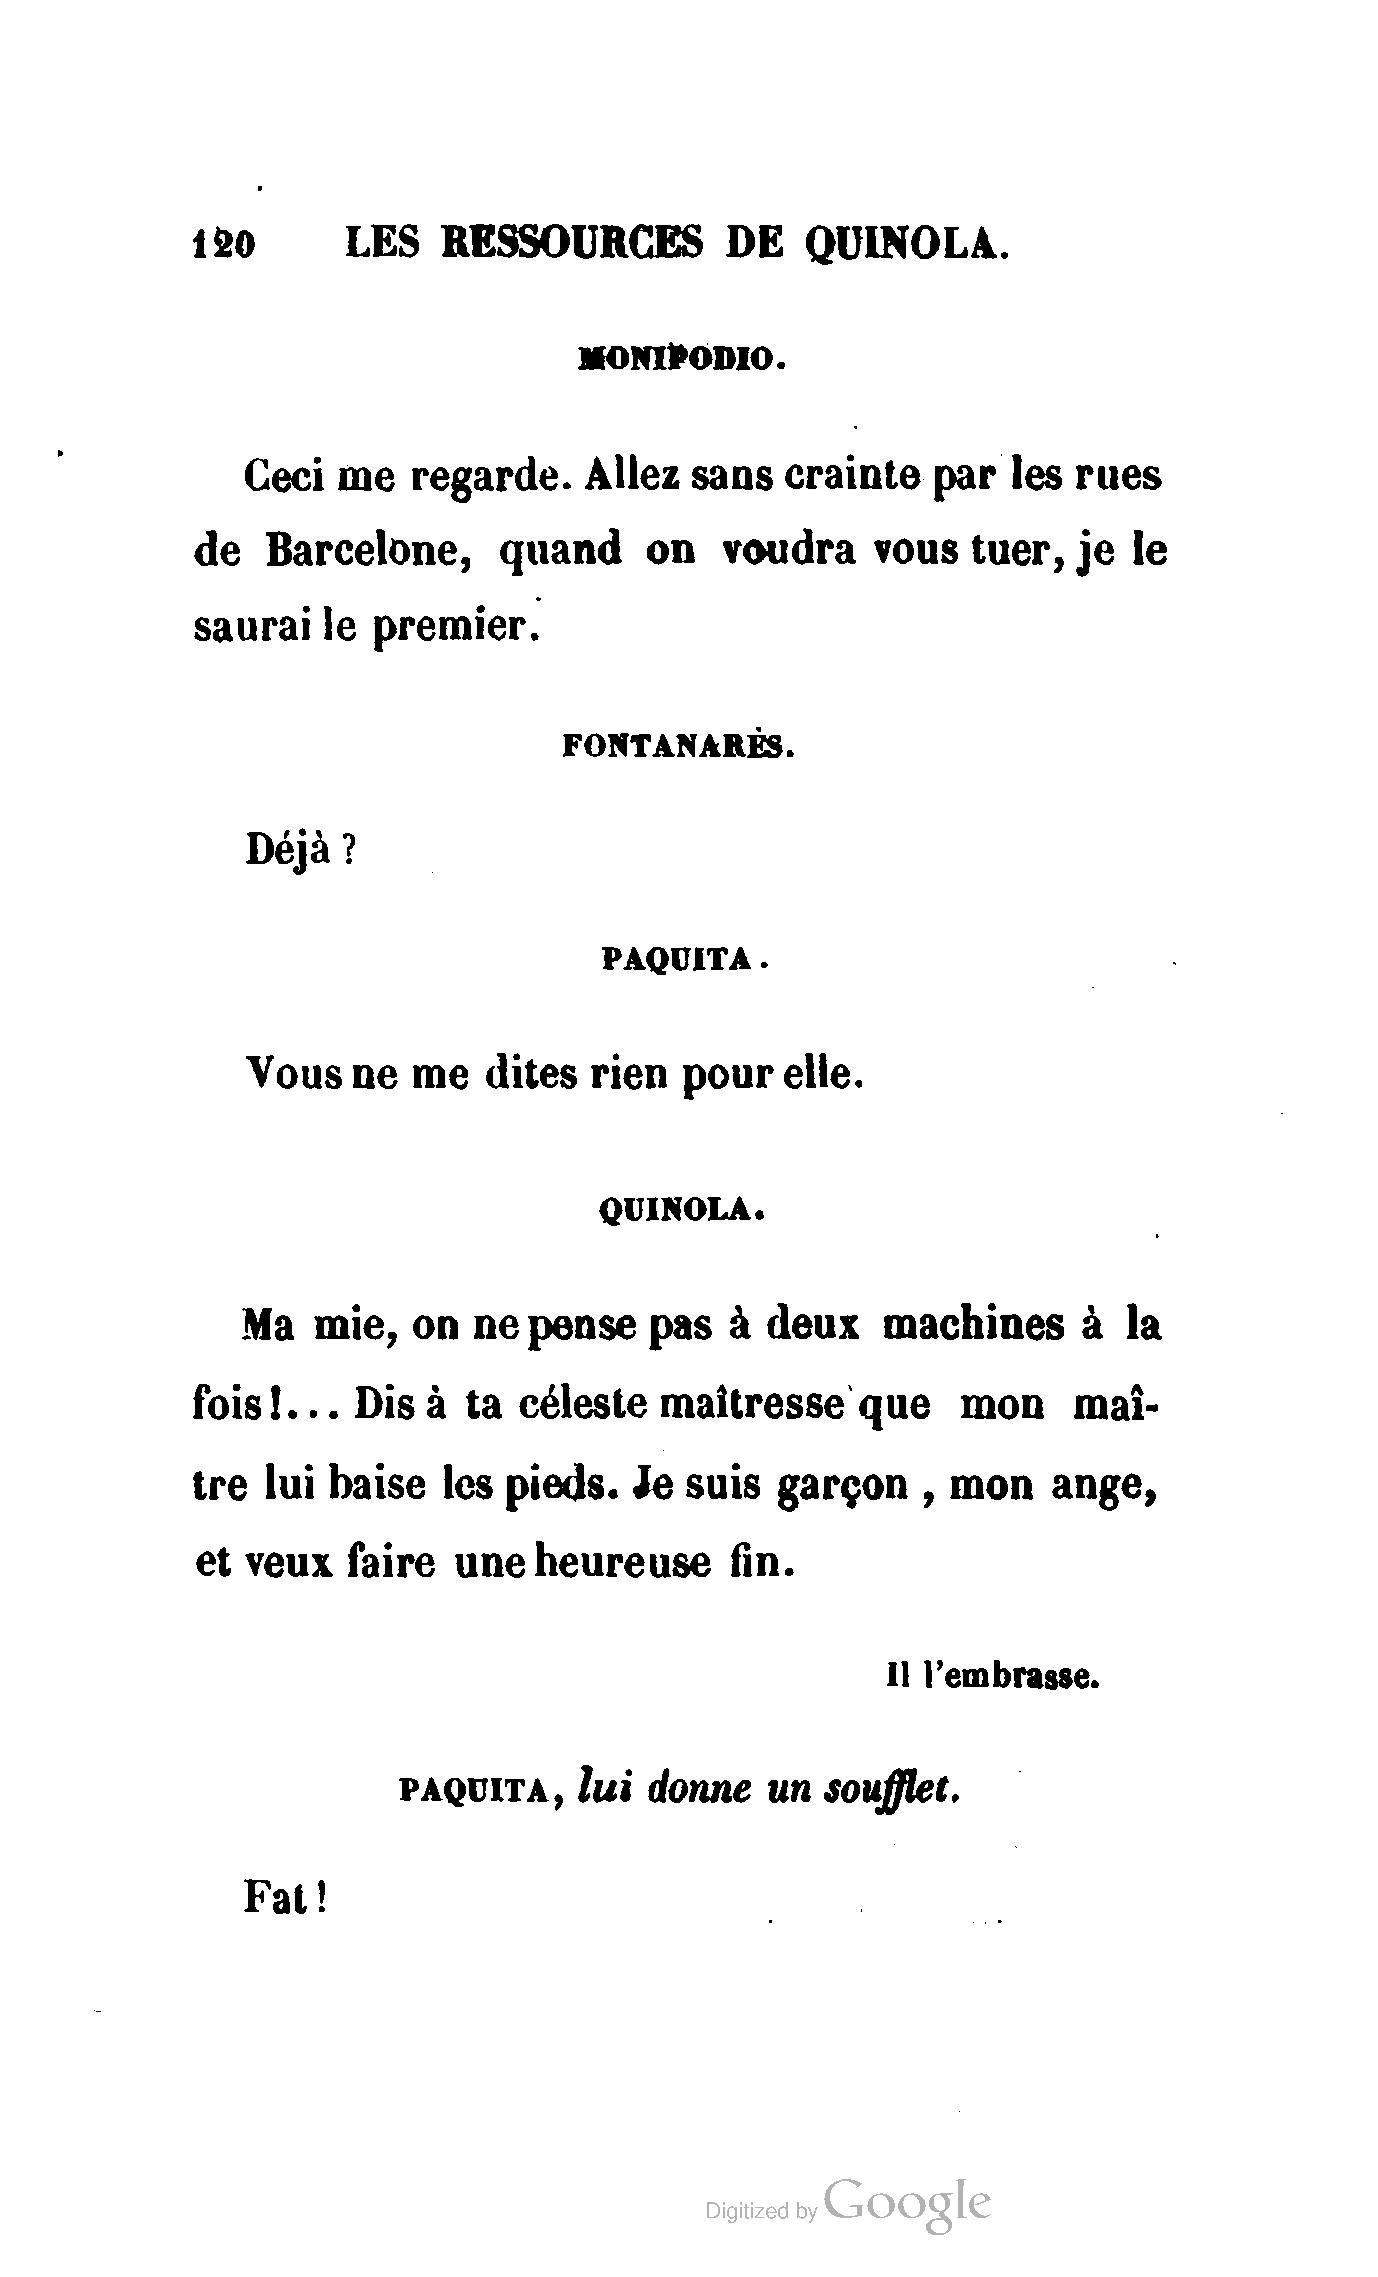 120 LES RESSOURCES DE QUINOLA.
MONIPODIO.
Ceci me regarde. Allez sans crainte par les rues
de Barcelone, quand on voudra vous tuer, je le
saurai le premier.
FONTANARÈS.
Déjà ?
PAQUITA.
Vous ne me dites rien pour elle.
QUINOLA.
Ma mie, on ne pense pas à deux machines à la
fois !... Dis à ta céleste maîtresse que mon maî-
tre lui baise les pieds. Je suis garçon , mon ange,
et veux faire une heureuse fin.
Il l'embrasse.
PAQUITA, lui donne un soufflet.
Fat !
Digitized by Google